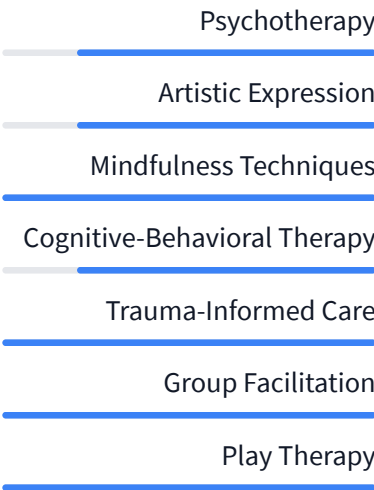 Psychotherapy
Artistic Expression
Mindfulness Techniques
Cognitive-Behavioral Therapy
Trauma-Informed Care
Group Facilitation
Play Therapy